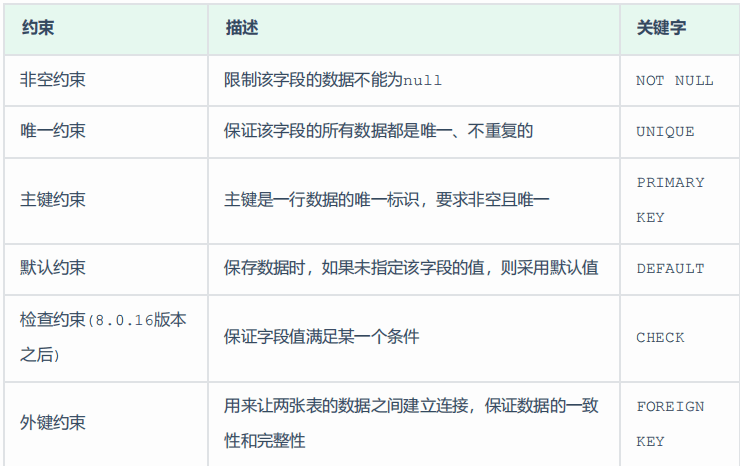 约束 描述 关键字
非空约束 限制该字段的数据不能为null NOT NULL
唯一约束 保证该字段的所有数据都是唯一、不重复的 UNIQUE
主键约束 主键是一行数据的唯一标识，要求非空且唯一 PRIMARY
KEY
默认约束 保存数据时，如果未指定该字段的值，则采用默认值 DEFAULT
检查约束(8.0.16版本
之后) 保证字段值满足某一个条件 CHECK
外键约束 用来让两张表的数据之间建立连接，保证数据的一致
性和完整性 FOREIGN
KEY